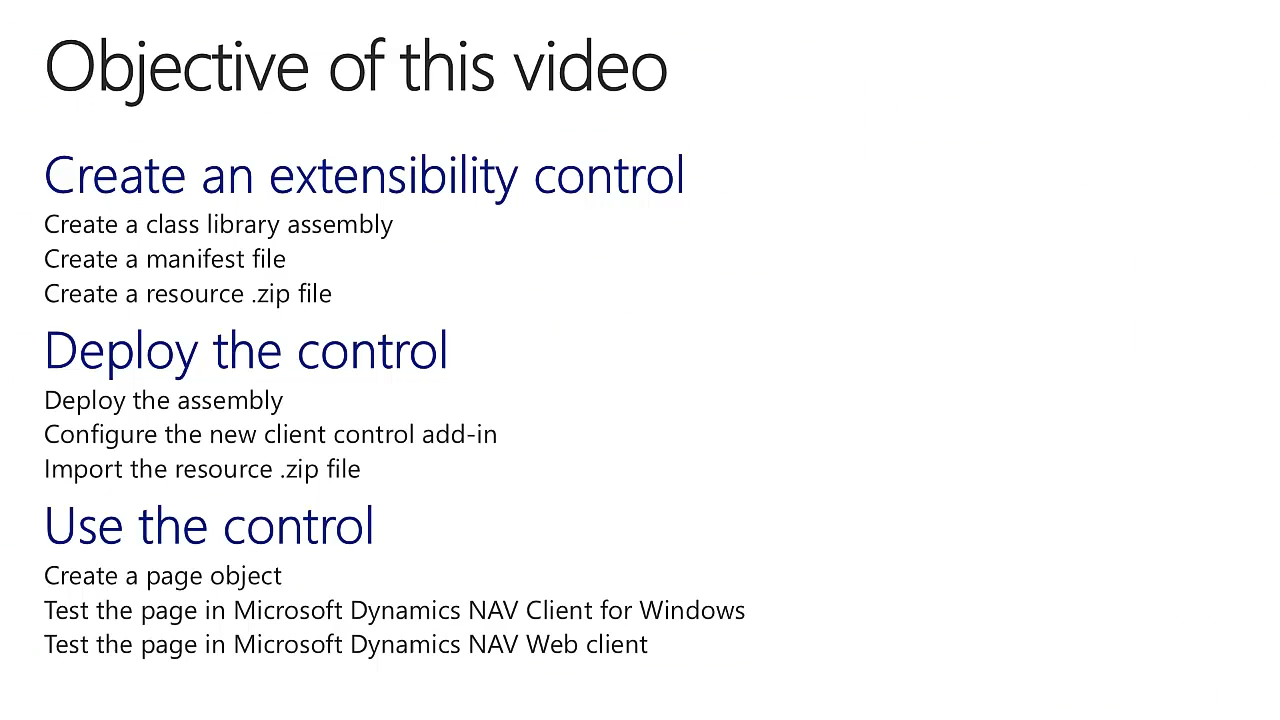 Objective of this video
Create an extensibility control
Create a class library assembly
Create a manifest file
Create a resource .zip file
Deploy the control
Deploy the assembly
Configure the new client control add-in
Import the resource .zip file
Use the control
Create a page object
Test the page in Microsoft Dynamics NAV Client for Windows
Test the page in Microsoft Dynamics NAV Web client